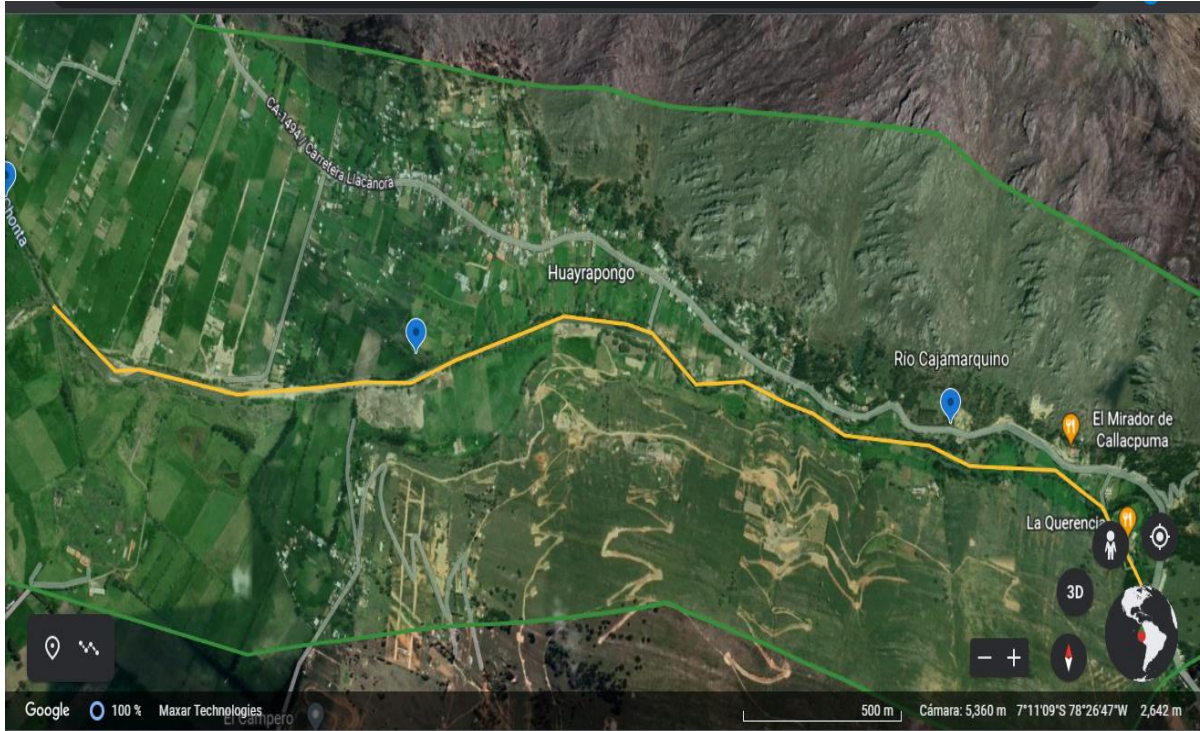 CA-1494 / Carretera Llacanora
Chonta
Huayrapongo
Río Cajamarquino
El Mirador de
Callacpuma
La Querencia
3D
Google
100 %
Maxar Technologies
El Campero
500 m
Cámara: 5,360 m
7°11'09"S 78°26'47"W
2,642 m